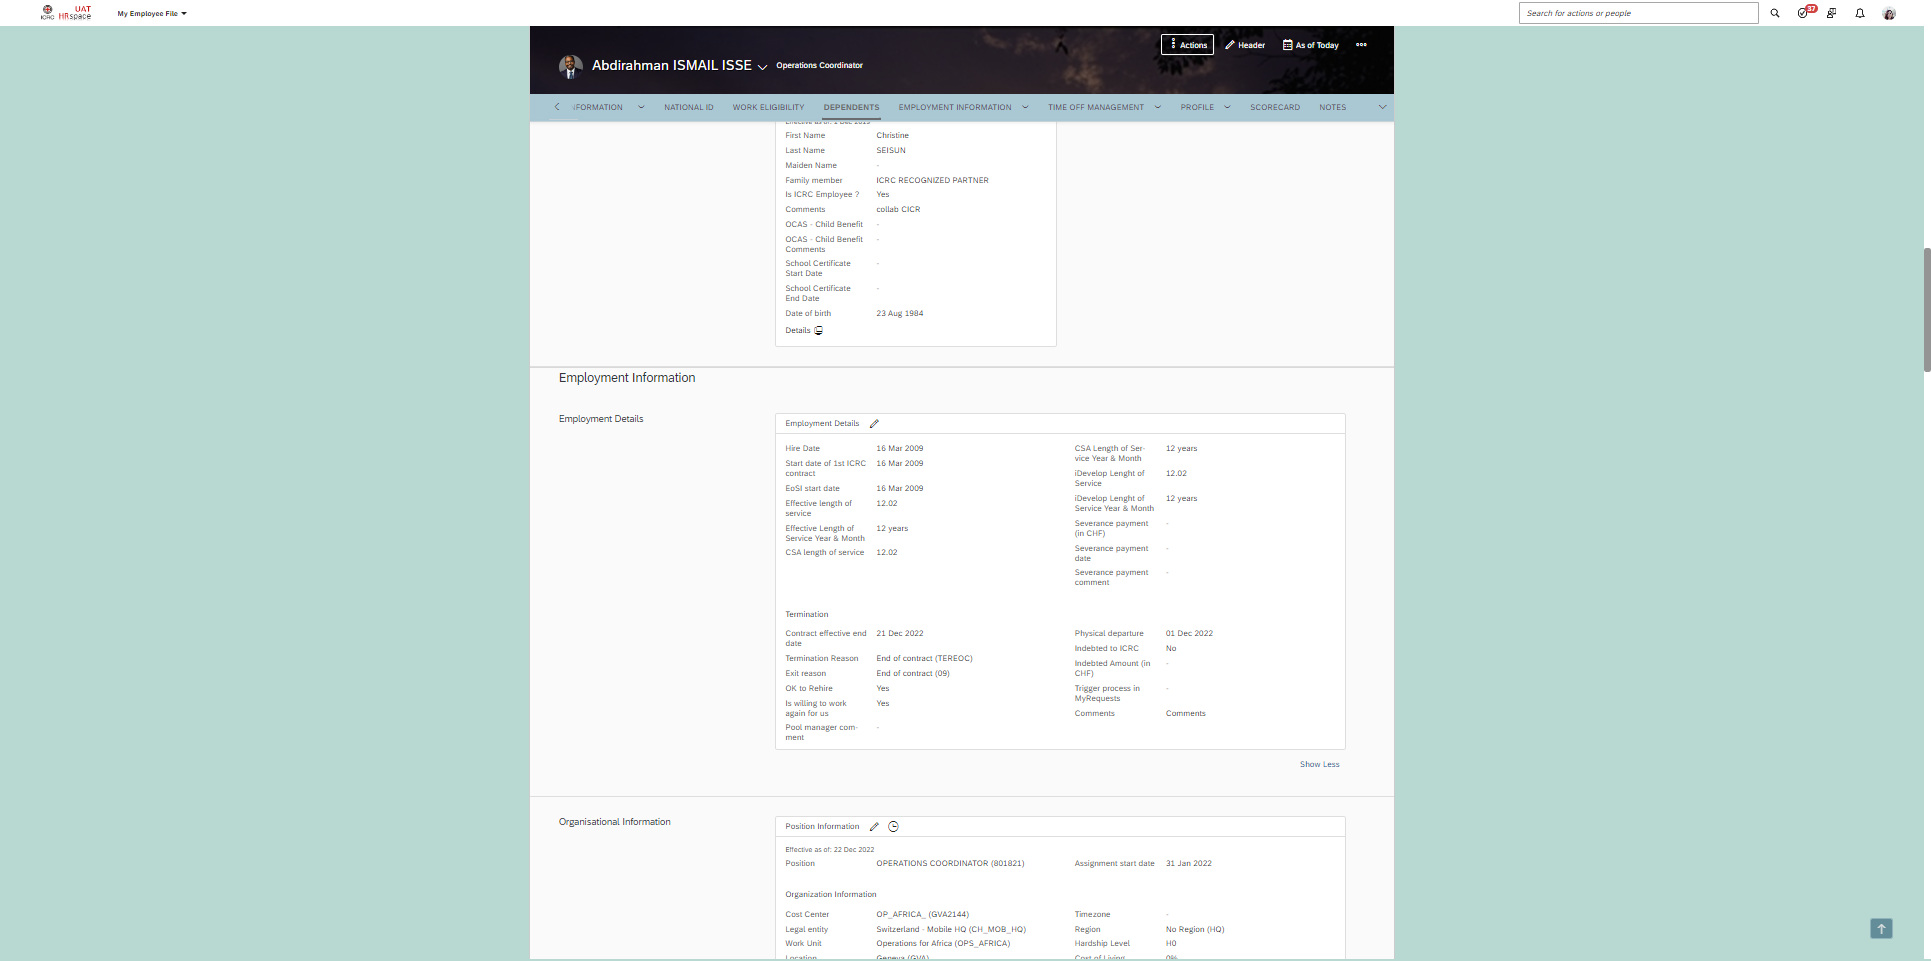 ICRC UAT HRspace My Employee File Search for actions or people 37
Actions Header As of Today
Abdirahman ISMAIL ISSE Operations Coordinator
FORMATION NATIONAL ID WORK ELIGIBILITY DEPENDENTS EMPLOYMENT INFORMATION TIME OFF MANAGEMENT PROFILE SCORECARD NOTES
First Name Christine
Last Name SEISUN
Maiden Name -
Family member ICRC RECOGNIZED PARTNER
Is ICRC Employee ? Yes
Comments collab CICR
OCAS - Child Benefit -
OCAS - Child Benefit -
Comments
School Certificate -
Start Date
School Certificate -
End Date
Date of birth 23 Aug 1984
Details
Employment Information
Employment Details
Employment Details
Hire Date 16 Mar 2009
Start date of 1st ICRC 16 Mar 2009
contract
EoSI start date 16 Mar 2009
Effective length of 12.02
service
Effective Length of 12 years
Service Year & Month
CSA length of service 12.02
CSA Length of Ser- 12 years
vice Year & Month
iDevelop Lenght of 12.02
Service
iDevelop Lenght of 12 years
Service Year & Month
Severance payment -
(in CHF)
Severance payment -
date
Severance payment -
comment
Termination
Contract effective end 21 Dec 2022
date
Termination Reason End of contract (TEREOC)
Exit reason End of contract (09)
OK to Rehire Yes
Is willing to work Yes
again for us
Pool manager com- -
ment
Physical departure 01 Dec 2022
Indebted to ICRC No
Indebted Amount (in -
CHF)
Trigger process in -
MyRequests
Comments Comments
Show Less
Organisational Information
Position Information
Effective as of: 22 Dec 2022
Position OPERATIONS COORDINATOR (801821) Assignment start date 31 Jan 2022
Organization Information
Cost Center OP_AFRICA_ (GVA2144) Timezone -
Legal entity Switzerland - Mobile HQ (CH_MOB_HQ) Region No Region (HQ)
Work Unit Operations for Africa (OPS_AFRICA) Hardship Level H0
Location Geneva (GVA) Cost of Living 0%